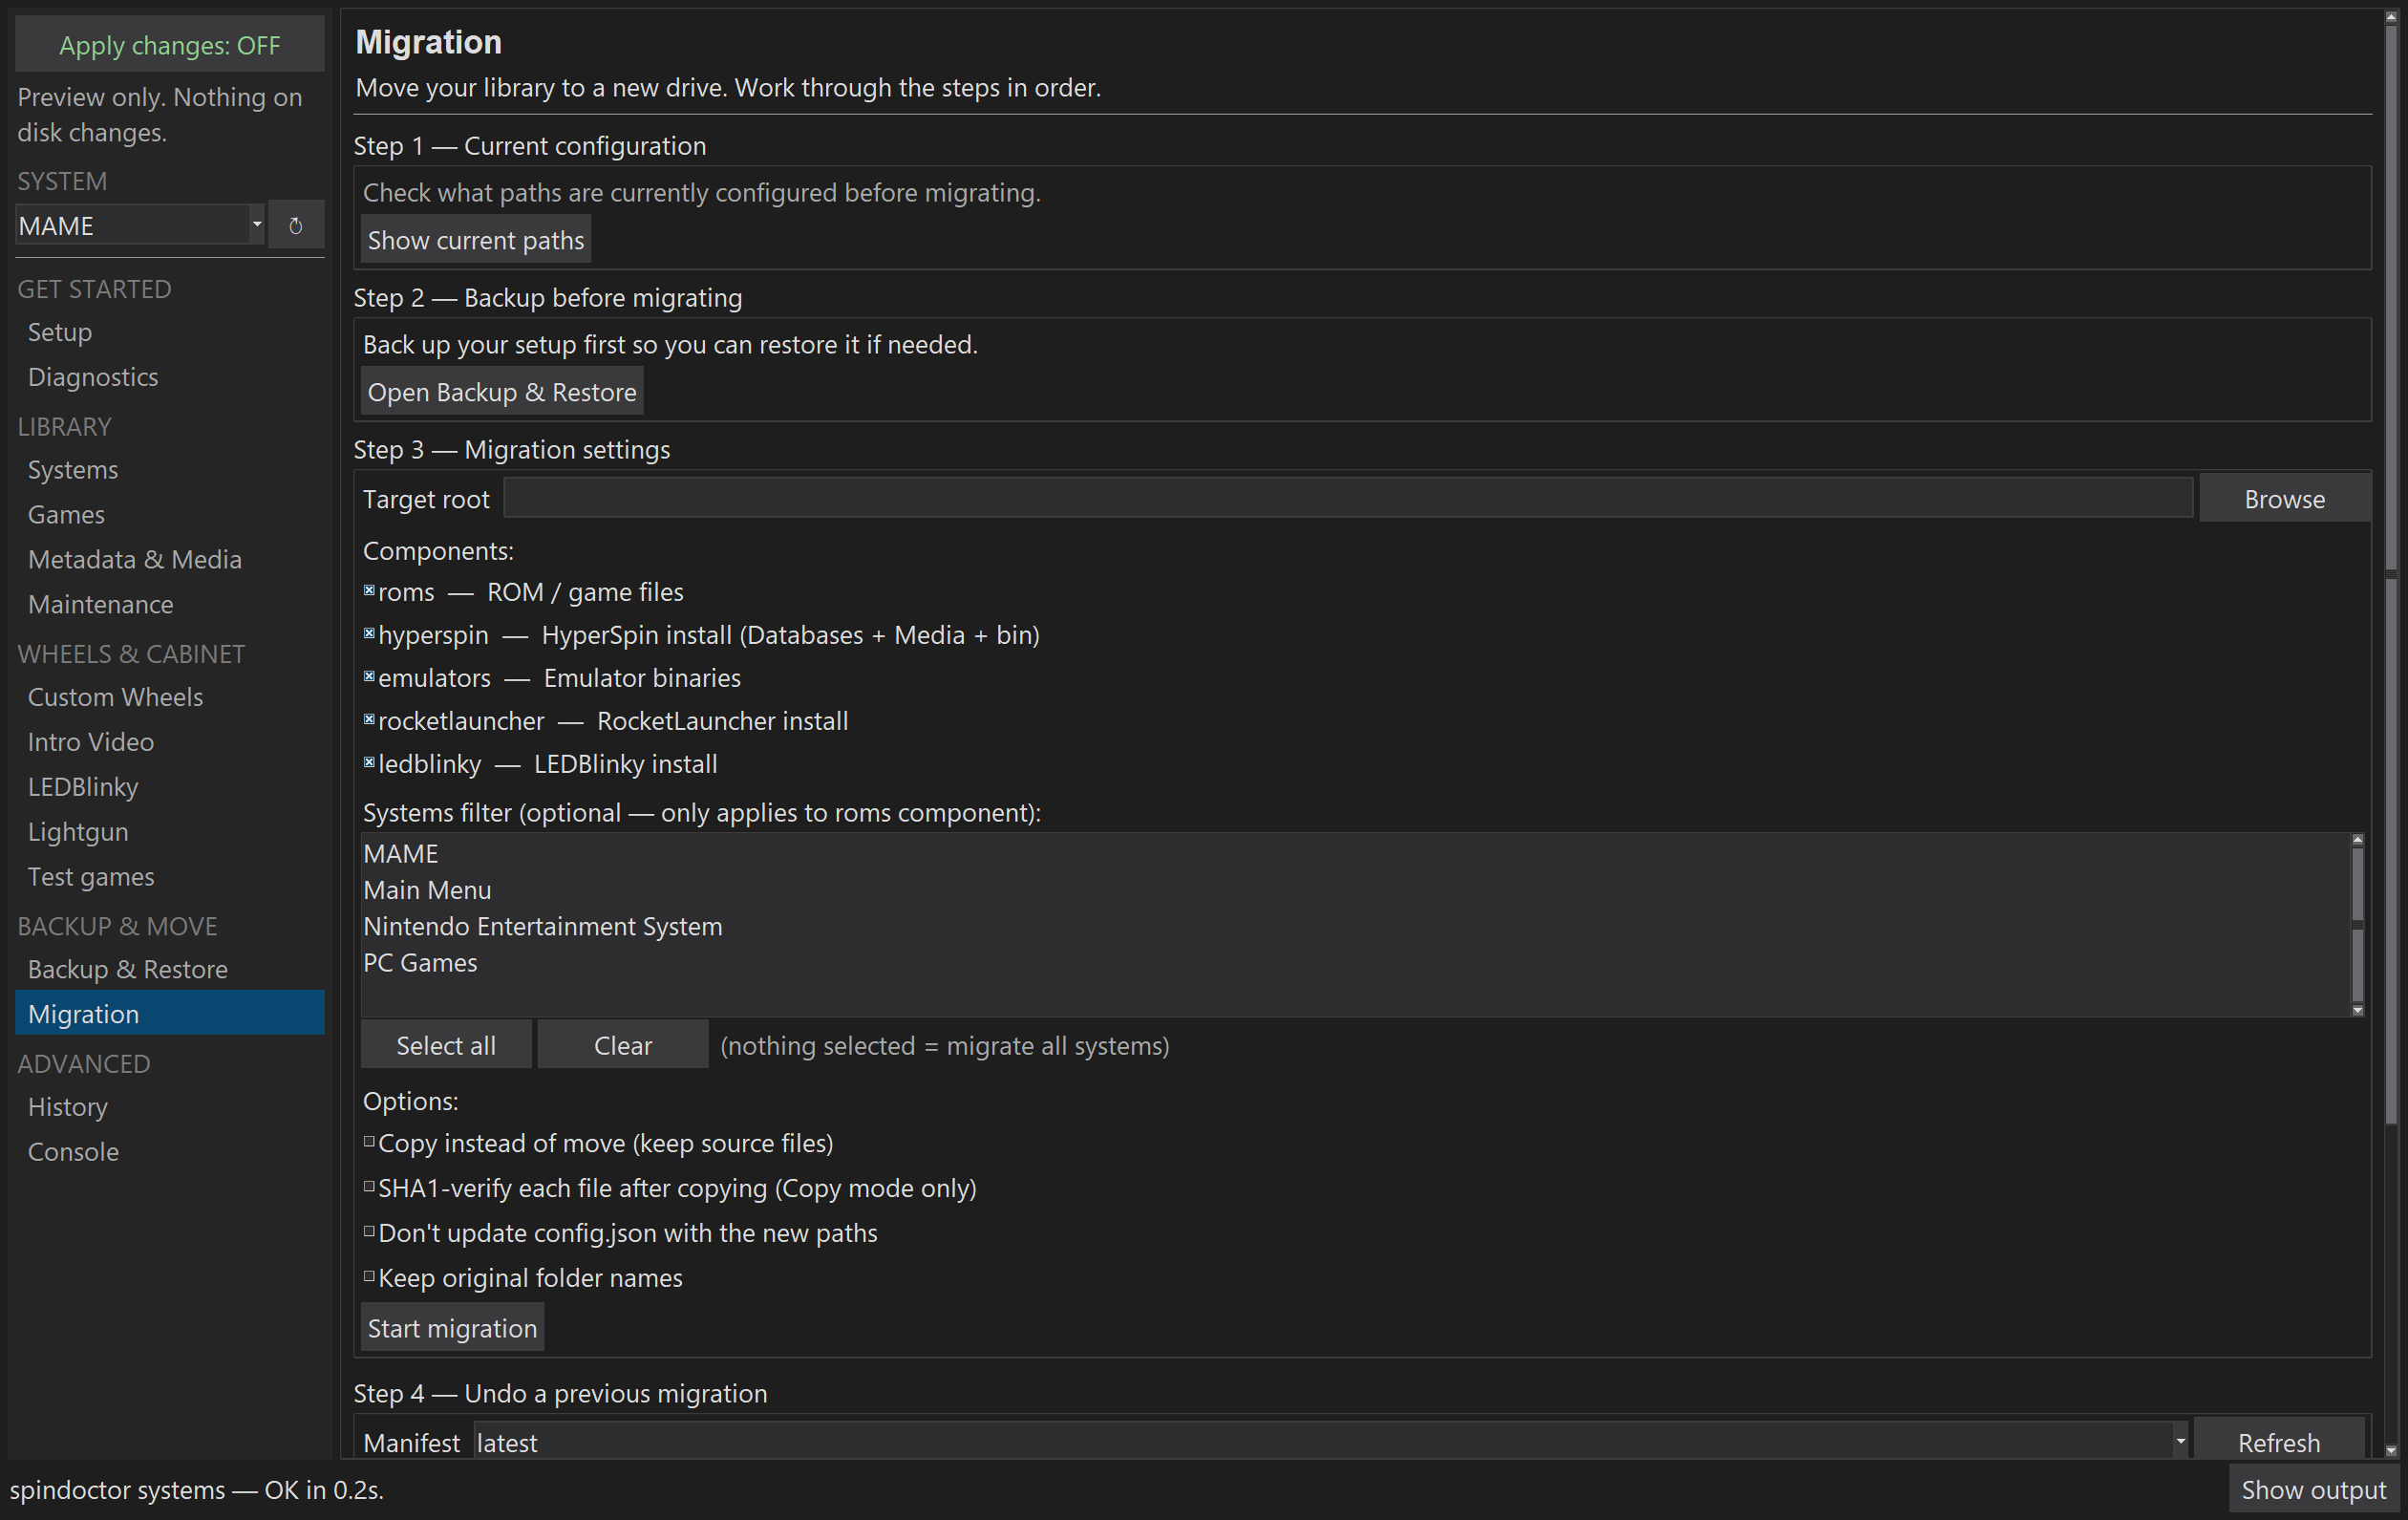 Apply changes: OFF
Preview only. Nothing on
disk changes.
SYSTEM
MAME
GET STARTED
Setup
Diagnostics
LIBRARY
Systems
Games
Metadata & Media
Maintenance
WHEELS & CABINET
Custom Wheels
Intro Video
LEDBlinky
Lightgun
Test games
BACKUP & MOVE
Backup & Restore
Migration
ADVANCED
History
Console
Migration
Move your library to a new drive. Work through the steps in order.
Step 1 — Current configuration
Check what paths are currently configured before migrating.
Show current paths
Step 2 — Backup before migrating
Back up your setup first so you can restore it if needed.
Open Backup & Restore
Step 3 — Migration settings
Target root
Browse
Components:
roms — ROM / game files
hyperspin — HyperSpin install (Databases + Media + bin)
emulators — Emulator binaries
rocketlauncher — RocketLauncher install
ledblinky — LEDBlinky install
Systems filter (optional — only applies to roms component):
MAME
Main Menu
Nintendo Entertainment System
PC Games
Select all Clear (nothing selected = migrate all systems)
Options:
Copy instead of move (keep source files)
SHA1-verify each file after copying (Copy mode only)
Don't update config.json with the new paths
Keep original folder names
Start migration
Step 4 — Undo a previous migration
Manifest latest Refresh
spindoctor systems — OK in 0.2s.
Show output